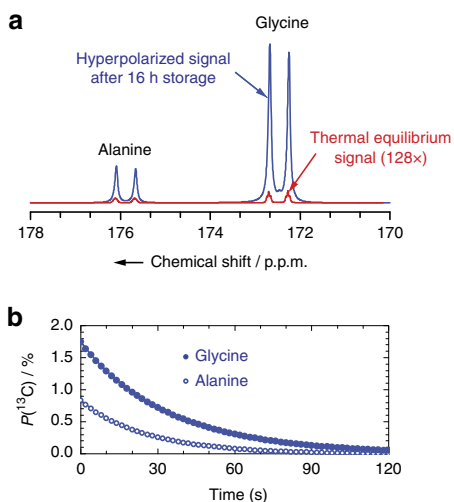 a
Glycine
Hyperpolarized signal
after 16 h storage
Alanine
Thermal equilibrium
signal (128×)
178 176 174 172 170
Chemical shift / p.p.m.
b
2.0
1.5
1.0
0.5
0.0
P(¹³C) / %
Glycine
Alanine
0 30 60 90 120
Time (s)